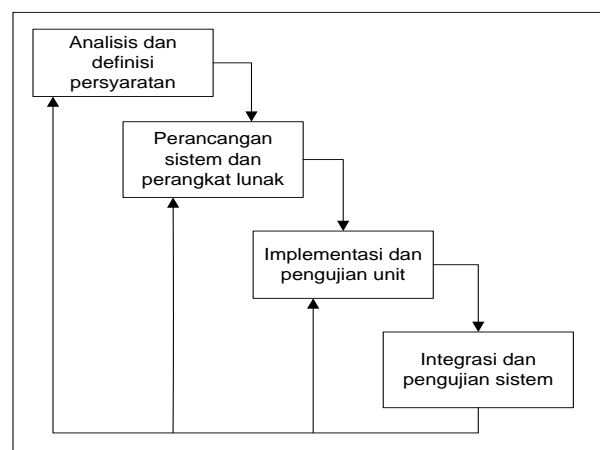 Analisis dan
definisi
persyaratan
Perancangan
sistem dan
perangkat lunak
Implementasi dan
pengujian unit
Integrasi dan
pengujian sistem